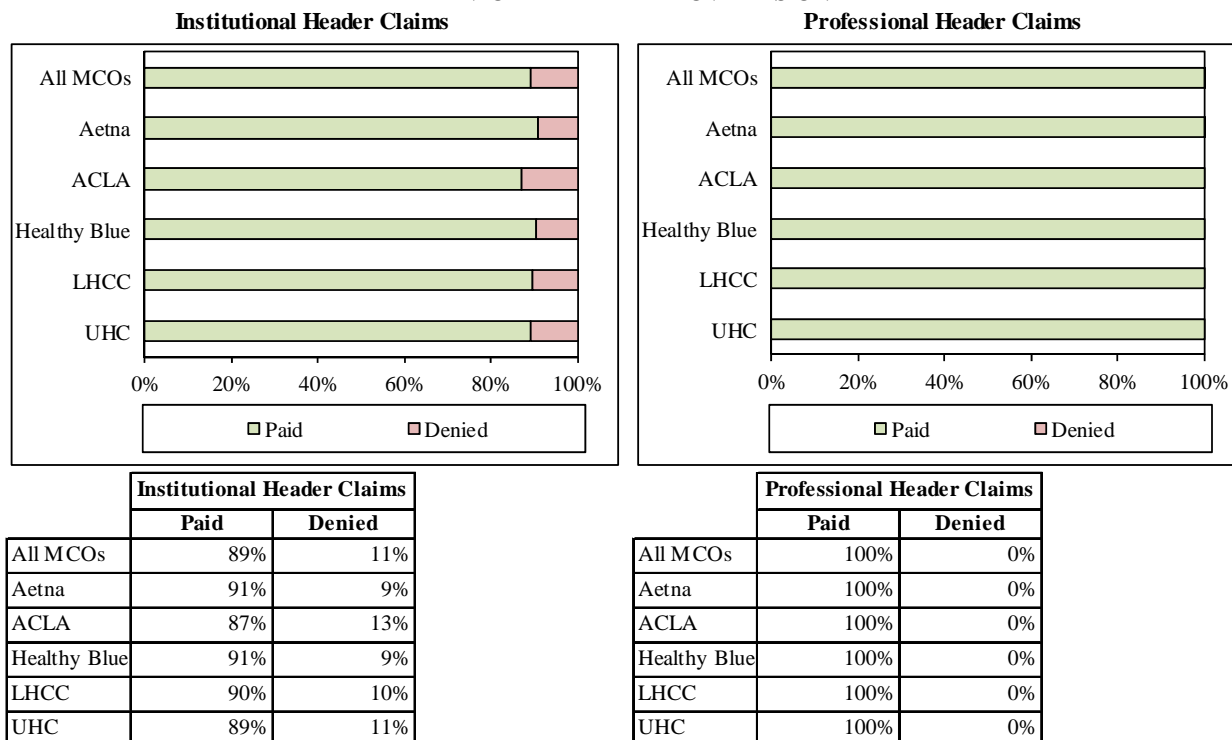 Institutional Header Claims
All MCOs
Aetna
ACLA
Healthy Blue
LHCC
UHC
0% 20% 40% 60% 80% 100%
Paid Denied
Professional Header Claims
All MCOs
Aetna
ACLA
Healthy Blue
LHCC
UHC
0% 20% 40% 60% 80% 100%
Paid Denied
Institutional Header Claims
Paid Denied
All MCOs 89% 11%
Aetna 91% 9%
ACLA 87% 13%
Healthy Blue 91% 9%
LHCC 90% 10%
UHC 89% 11%
Professional Header Claims
Paid Denied
All MCOs 100% 0%
Aetna 100% 0%
ACLA 100% 0%
Healthy Blue 100% 0%
LHCC 100% 0%
UHC 100% 0%